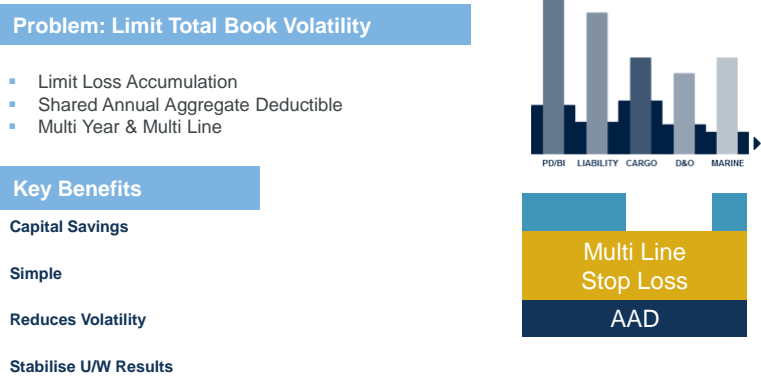 Problem: Limit Total Book Volatility
Limit Loss Accumulation
Shared Annual Aggregate Deductible
Multi Year & Multi Line
Key Benefits
Capital Savings
Simple
Reduces Volatility
Stabilise U/W Results
PD/BI LIABILITY CARGO D&O MARINE
Multi Line
Stop Loss
AAD